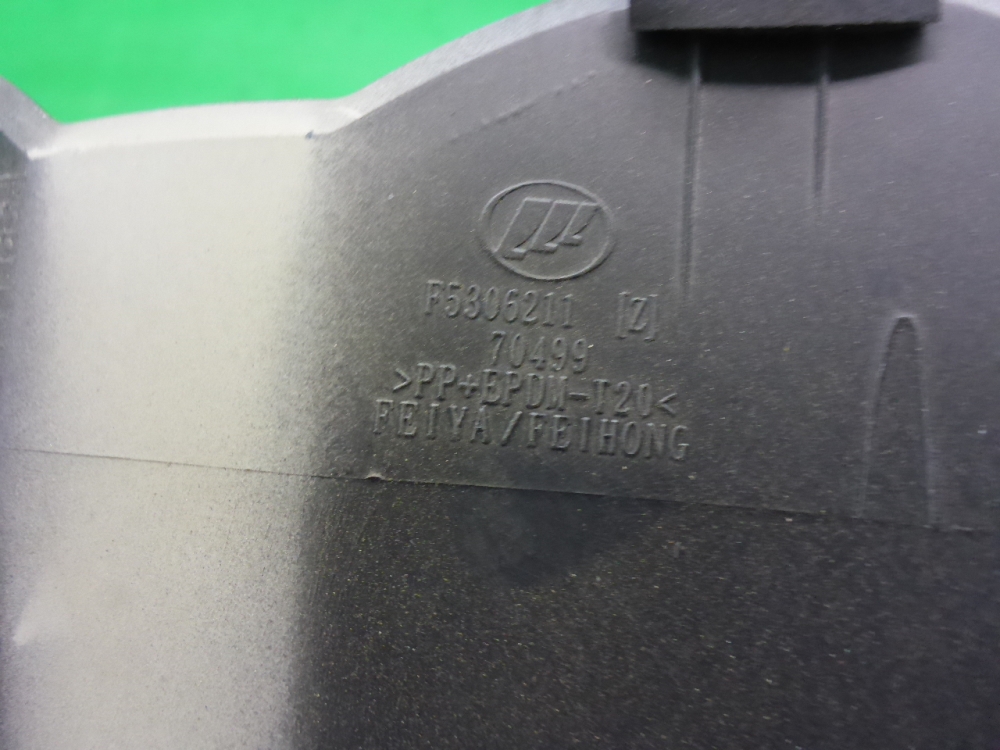 F5306211 [Z]
70499
>PP+EPDM-T20<
FEIYA/FEIHONG